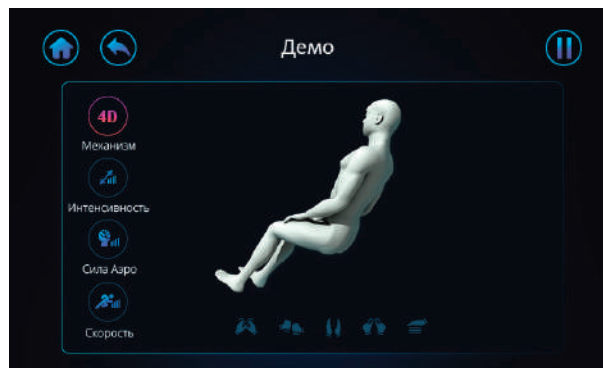 Демо
4D
Механизм
Интенсивность
Сила Аэро
Скорость